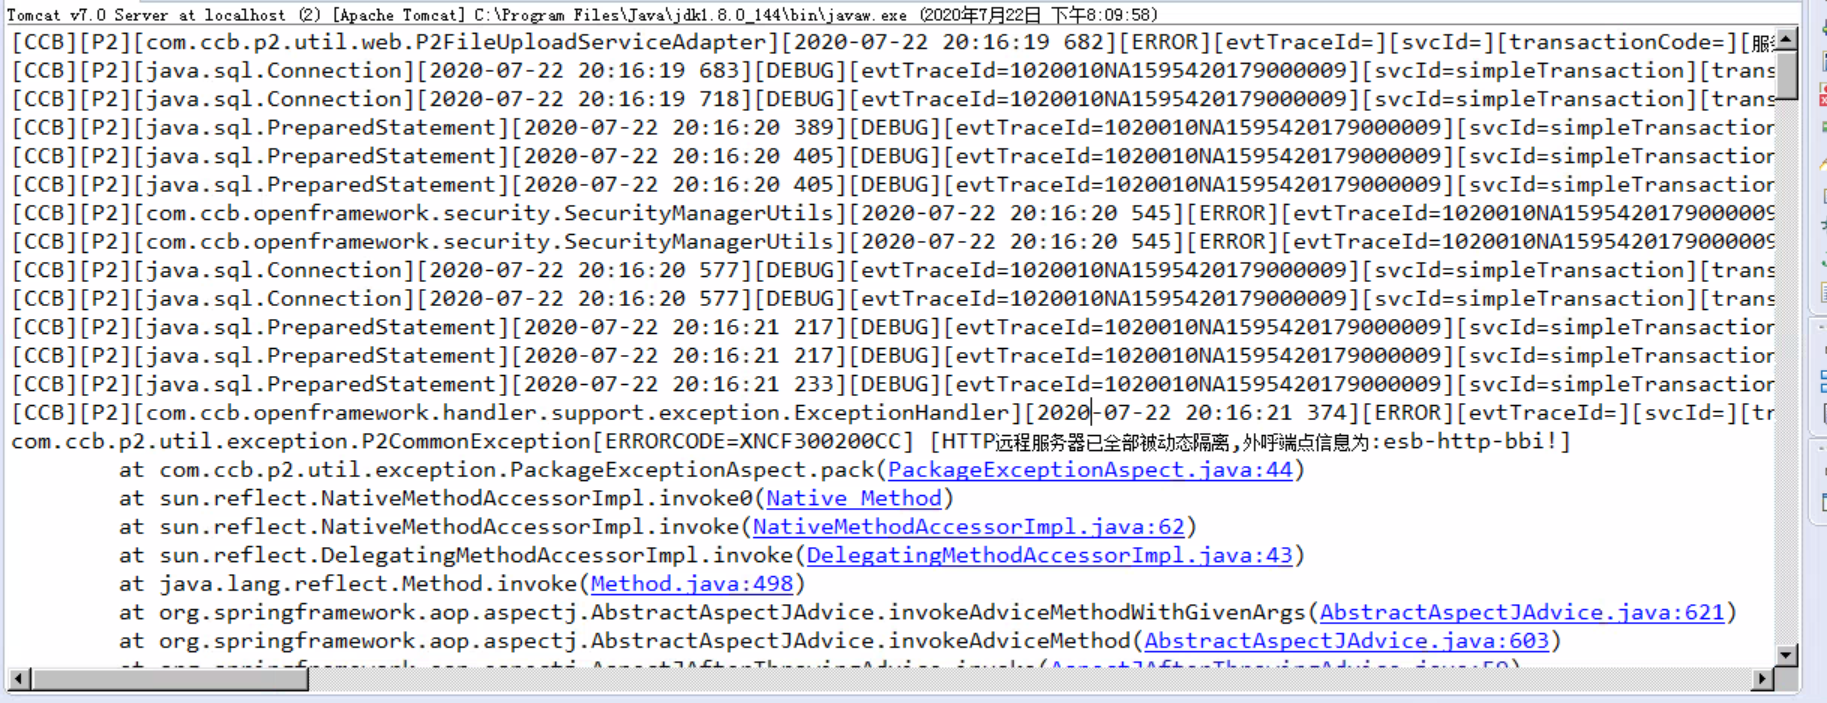 Tomcat v7.0 Server at localhost (2) [Apache Tomcat] C:\Program Files\Java\jdk1.8.0_144\bin\javaw.exe (2020年7月22日 下午8:09:58)
[CCB][P2][com.ccb.p2.util.web.P2FileUploadServiceAdapter][2020-07-22 20:16:19 682][ERROR][evtTraceId=][svcId=][transactionCode=][服
[CCB][P2][java.sql.Connection][2020-07-22 20:16:19 683][DEBUG][evtTraceId=1020010NA1595420179000009][svcId=simpleTransaction][trans
[CCB][P2][java.sql.Connection][2020-07-22 20:16:19 718][DEBUG][evtTraceId=1020010NA1595420179000009][svcId=simpleTransaction][trans
[CCB][P2][java.sql.PreparedStatement][2020-07-22 20:16:20 389][DEBUG][evtTraceId=1020010NA1595420179000009][svcId=simpleTransaction
[CCB][P2][java.sql.PreparedStatement][2020-07-22 20:16:20 405][DEBUG][evtTraceId=1020010NA1595420179000009][svcId=simpleTransaction
[CCB][P2][java.sql.PreparedStatement][2020-07-22 20:16:20 405][DEBUG][evtTraceId=1020010NA1595420179000009][svcId=simpleTransaction
[CCB][P2][com.ccb.openframework.security.SecurityManagerUtils][2020-07-22 20:16:20 545][ERROR][evtTraceId=1020010NA1595420179000009
[CCB][P2][com.ccb.openframework.security.SecurityManagerUtils][2020-07-22 20:16:20 545][ERROR][evtTraceId=1020010NA1595420179000009
[CCB][P2][java.sql.Connection][2020-07-22 20:16:20 577][DEBUG][evtTraceId=1020010NA1595420179000009][svcId=simpleTransaction][trans
[CCB][P2][java.sql.Connection][2020-07-22 20:16:20 577][DEBUG][evtTraceId=1020010NA1595420179000009][svcId=simpleTransaction][trans
[CCB][P2][java.sql.PreparedStatement][2020-07-22 20:16:21 217][DEBUG][evtTraceId=1020010NA1595420179000009][svcId=simpleTransaction
[CCB][P2][java.sql.PreparedStatement][2020-07-22 20:16:21 217][DEBUG][evtTraceId=1020010NA1595420179000009][svcId=simpleTransaction
[CCB][P2][java.sql.PreparedStatement][2020-07-22 20:16:21 233][DEBUG][evtTraceId=1020010NA1595420179000009][svcId=simpleTransaction
[CCB][P2][com.ccb.openframework.handler.support.exception.ExceptionHandler][2020-07-22 20:16:21 374][ERROR][evtTraceId=][svcId=][tr
com.ccb.p2.util.exception.P2CommonException[ERRORCODE=XNCF300200CC] [HTTP远程服务器已全部被动态隔离,外呼端点信息为:esb-http-bbi!]
at com.ccb.p2.util.exception.PackageExceptionAspect.pack(PackageExceptionAspect.java:44)
at sun.reflect.NativeMethodAccessorImpl.invoke0(Native Method)
at sun.reflect.NativeMethodAccessorImpl.invoke(NativeMethodAccessorImpl.java:62)
at sun.reflect.DelegatingMethodAccessorImpl.invoke(DelegatingMethodAccessorImpl.java:43)
at java.lang.reflect.Method.invoke(Method.java:498)
at org.springframework.aop.aspectj.AbstractAspectJAdvice.invokeAdviceMethodWithGivenArgs(AbstractAspectJAdvice.java:621)
at org.springframework.aop.aspectj.AbstractAspectJAdvice.invokeAdviceMethod(AbstractAspectJAdvice.java:603)
at org.springframework.aop.aspectj.AspectJAfterThrowingAdvice.invoke(AspectJAfterThrowingAdvice.java:59)